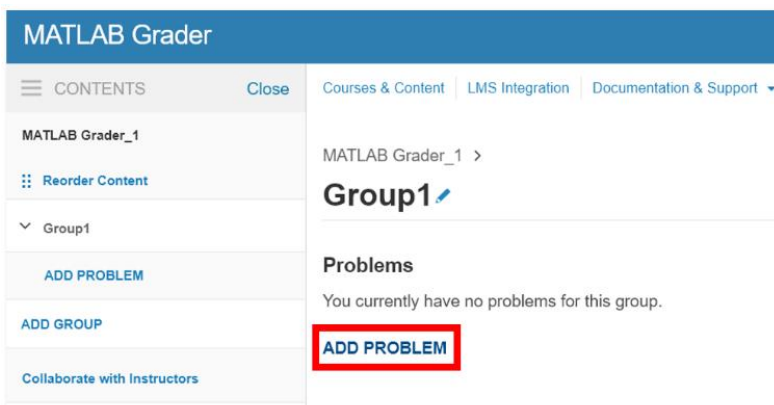 MATLAB Grader
CONTENTS
Close
MATLAB Grader_1
Reorder Content
Group1
ADD PROBLEM
ADD GROUP
Collaborate with Instructors
Courses & Content
LMS Integration
Documentation & Support
MATLAB Grader_1 >
Group1
Problems
You currently have no problems for this group.
ADD PROBLEM